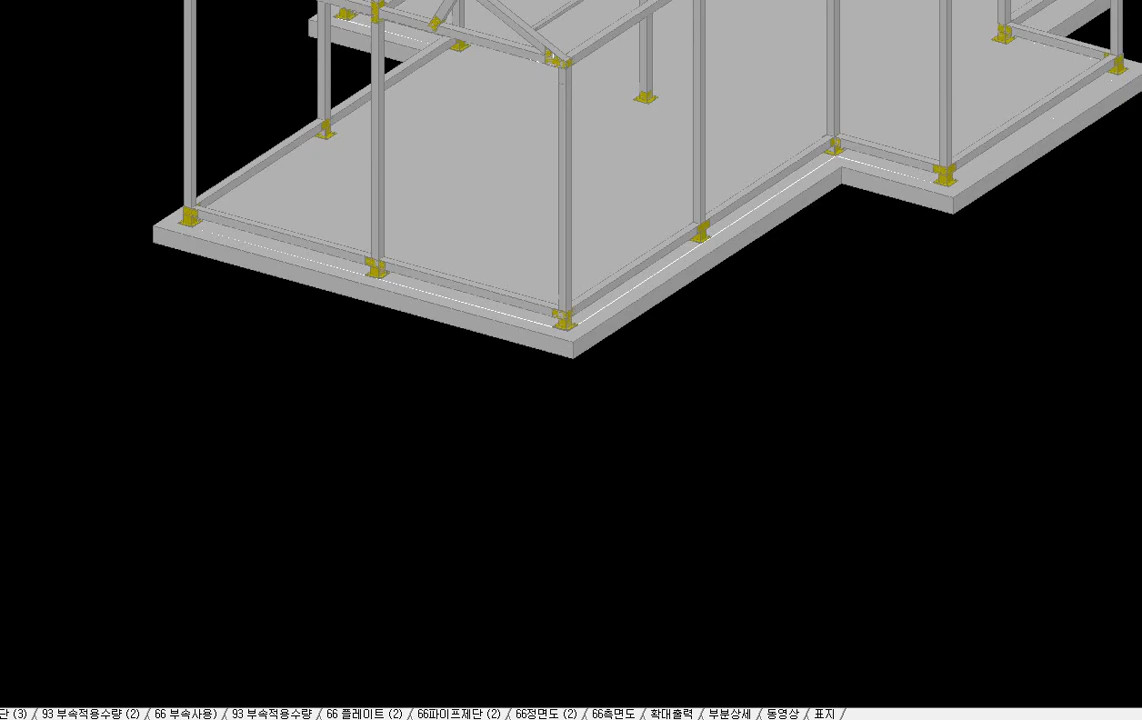 단 (3) / 93 부속적용수량 (2) / 66 부속사용) / 93 부속적용수량 / 66 플레이트 (2) / 66파이프제단 (2) / 66정면도 (2) / 66측면도 / 확대출력 / 부분상세 / 동영상 / 표지 /